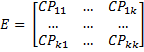 E = [CP₁₁ … CP₁ₖ
… … …
CPₖ₁ … CPₖₖ]